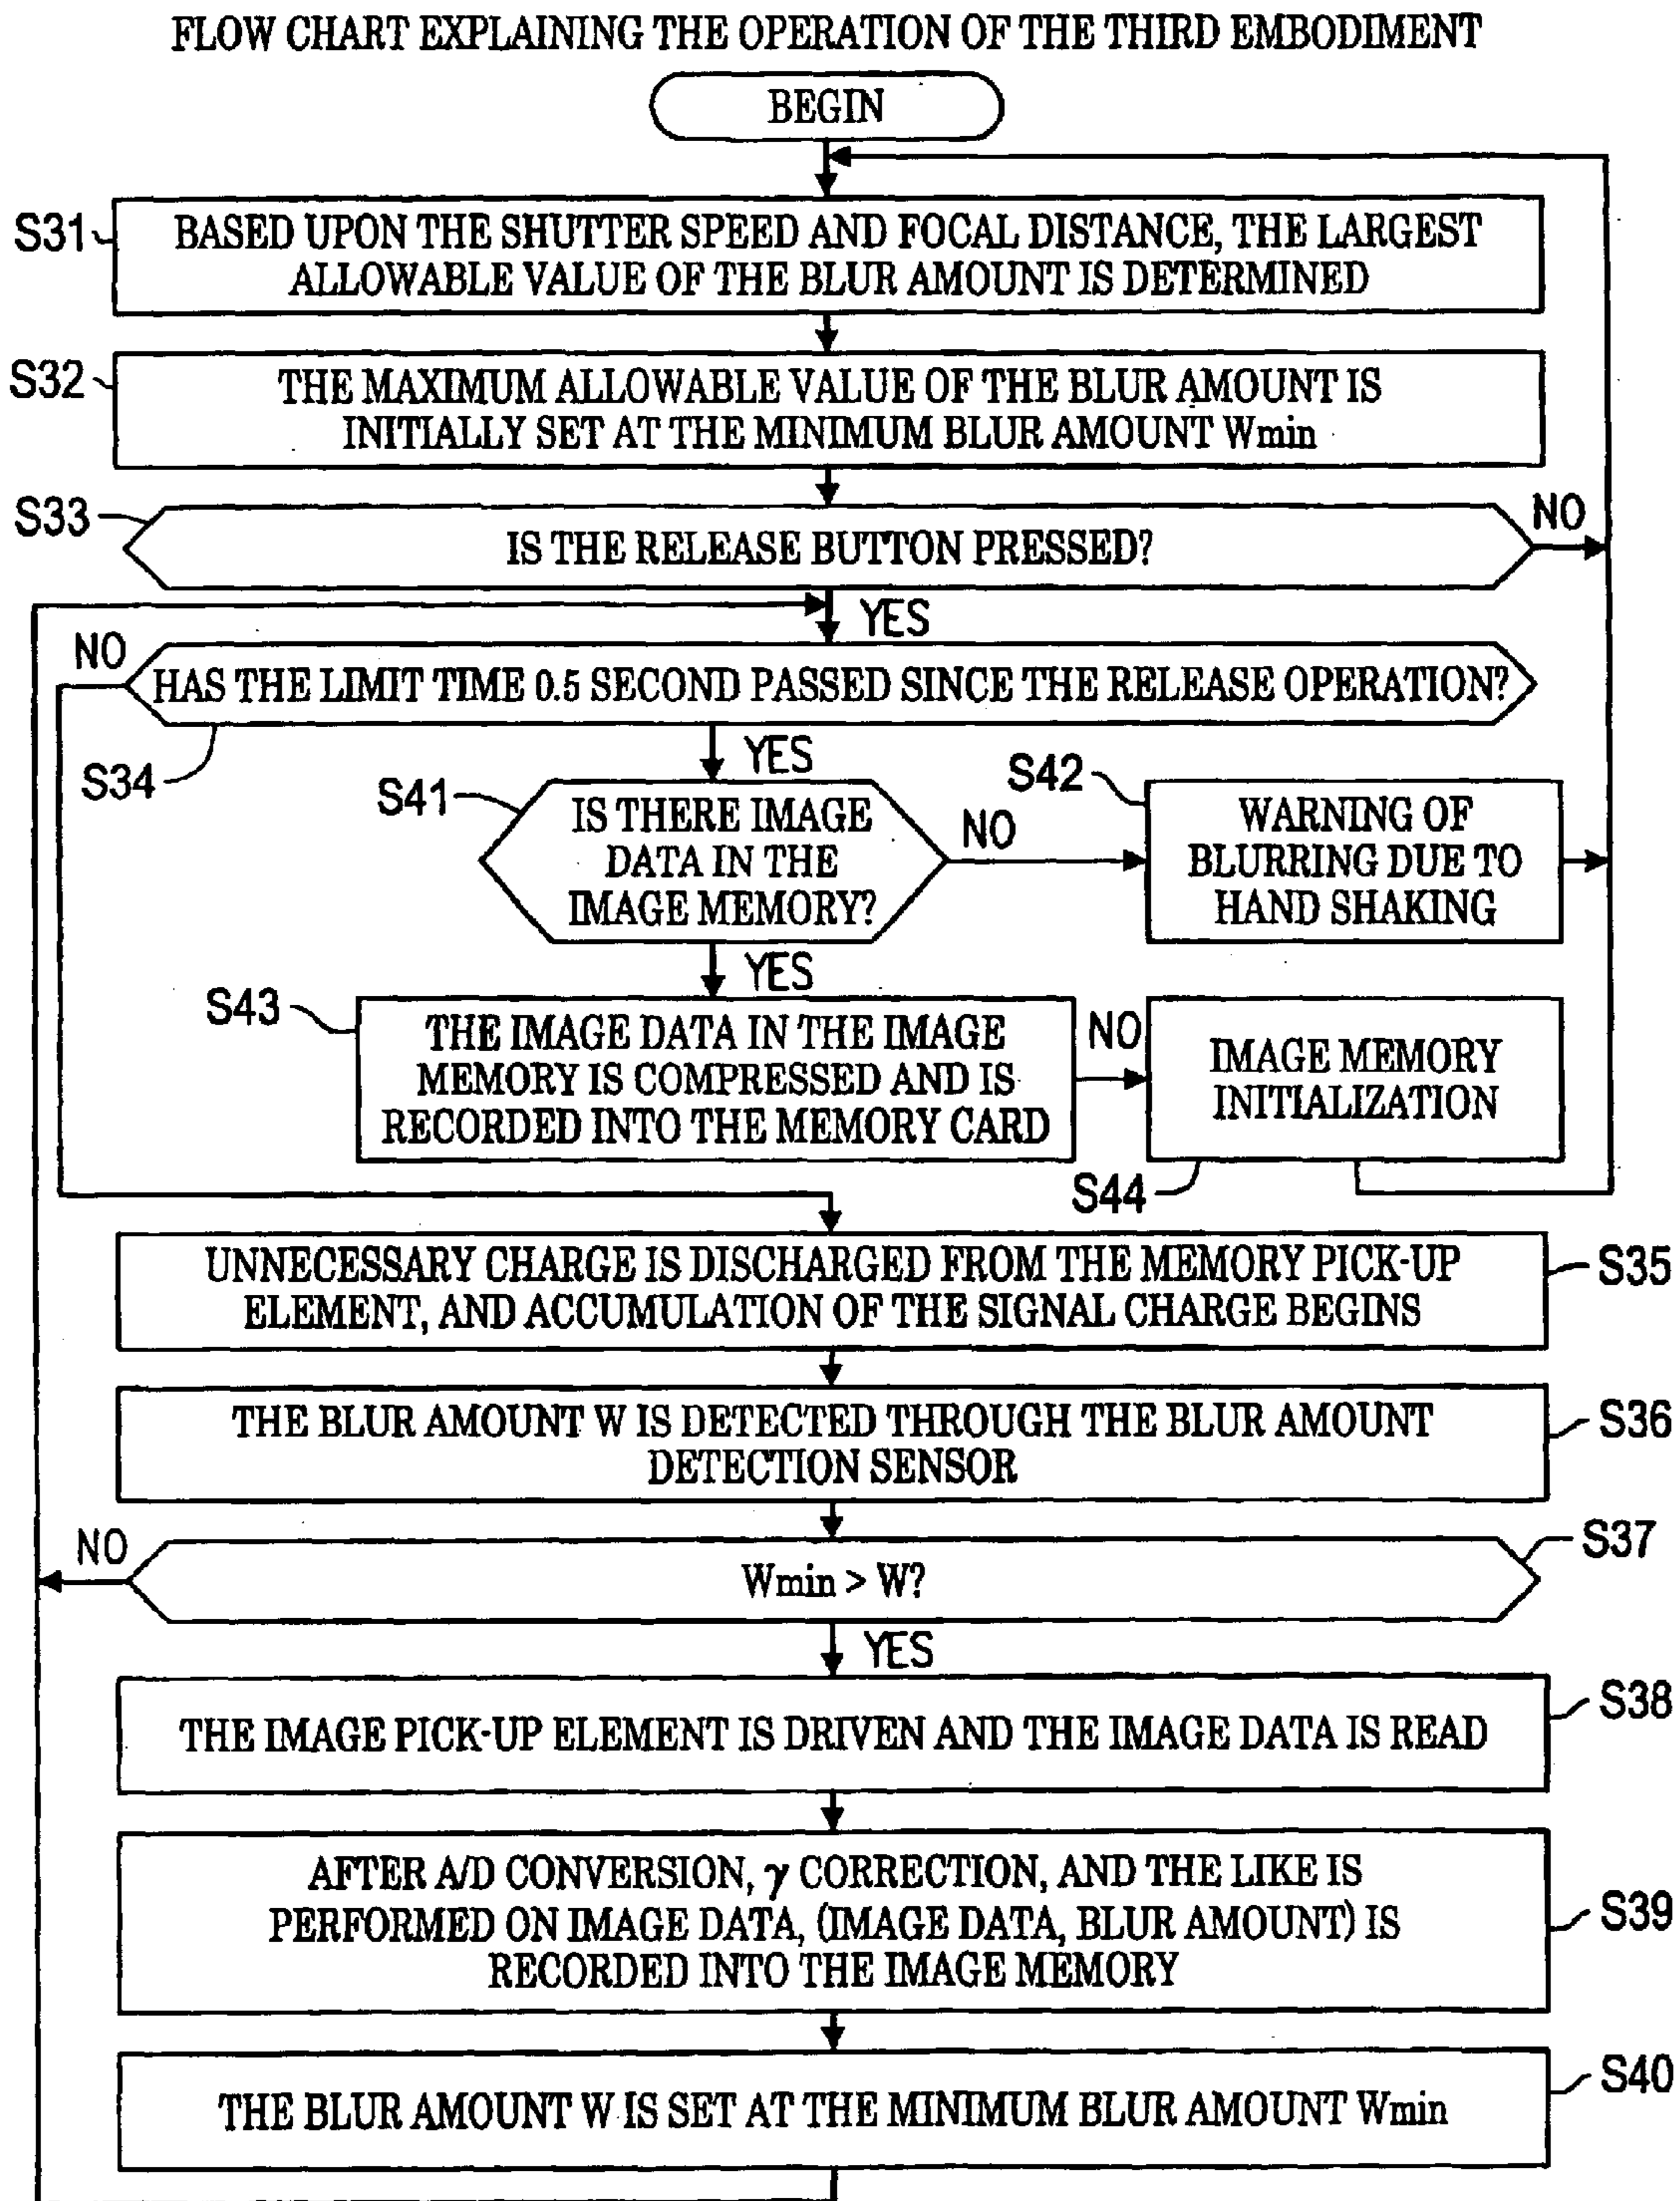 FLOW CHART EXPLAINING THE OPERATION OF THE THIRD EMBODIMENT
BEGIN
S31
BASED UPON THE SHUTTER SPEED AND FOCAL DISTANCE, THE LARGEST
ALLOWABLE VALUE OF THE BLUR AMOUNT IS DETERMINED
S32
THE MAXIMUM ALLOWABLE VALUE OF THE BLUR AMOUNT IS
INITIALLY SET AT THE MINIMUM BLUR AMOUNT Wmin
S33
IS THE RELEASE BUTTON PRESSED?
NO
YES
NO
HAS THE LIMIT TIME 0.5 SECOND PASSED SINCE THE RELEASE OPERATION?
S34
YES
S41
IS THERE IMAGE
DATA IN THE
IMAGE MEMORY?
NO
S42
WARNING OF
BLURRING DUE TO
HAND SHAKING
YES
S43
THE IMAGE DATA IN THE IMAGE
MEMORY IS COMPRESSED AND IS
RECORDED INTO THE MEMORY CARD
NO
IMAGE MEMORY
INITIALIZATION
S44
UNNECESSARY CHARGE IS DISCHARGED FROM THE MEMORY PICK-UP
ELEMENT, AND ACCUMULATION OF THE SIGNAL CHARGE BEGINS
S35
THE BLUR AMOUNT W IS DETECTED THROUGH THE BLUR AMOUNT
DETECTION SENSOR
S36
NO
Wmin > W?
S37
YES
THE IMAGE PICK-UP ELEMENT IS DRIVEN AND THE IMAGE DATA IS READ
S38
AFTER A/D CONVERSION, γ CORRECTION, AND THE LIKE IS
PERFORMED ON IMAGE DATA, (IMAGE DATA, BLUR AMOUNT) IS
RECORDED INTO THE IMAGE MEMORY
S39
THE BLUR AMOUNT W IS SET AT THE MINIMUM BLUR AMOUNT Wmin
S40